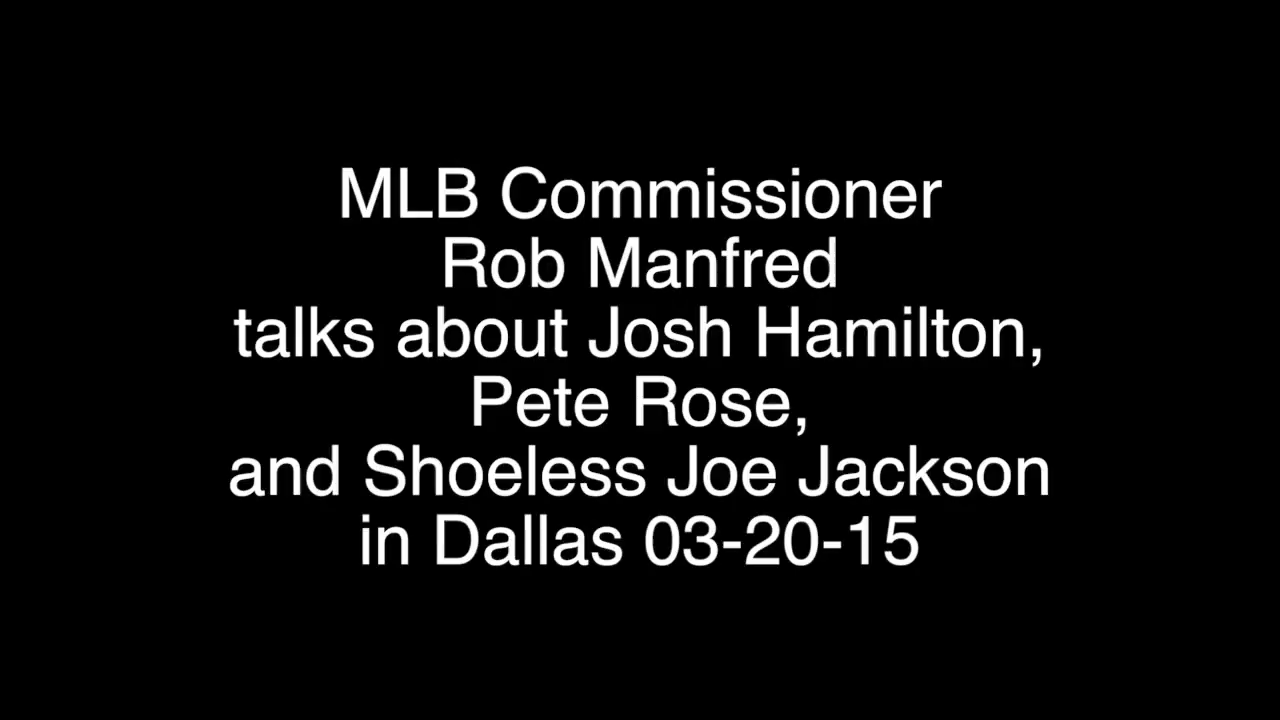 MLB Commissioner
Rob Manfred
talks about Josh Hamilton,
Pete Rose,
and Shoeless Joe Jackson
in Dallas 03-20-15